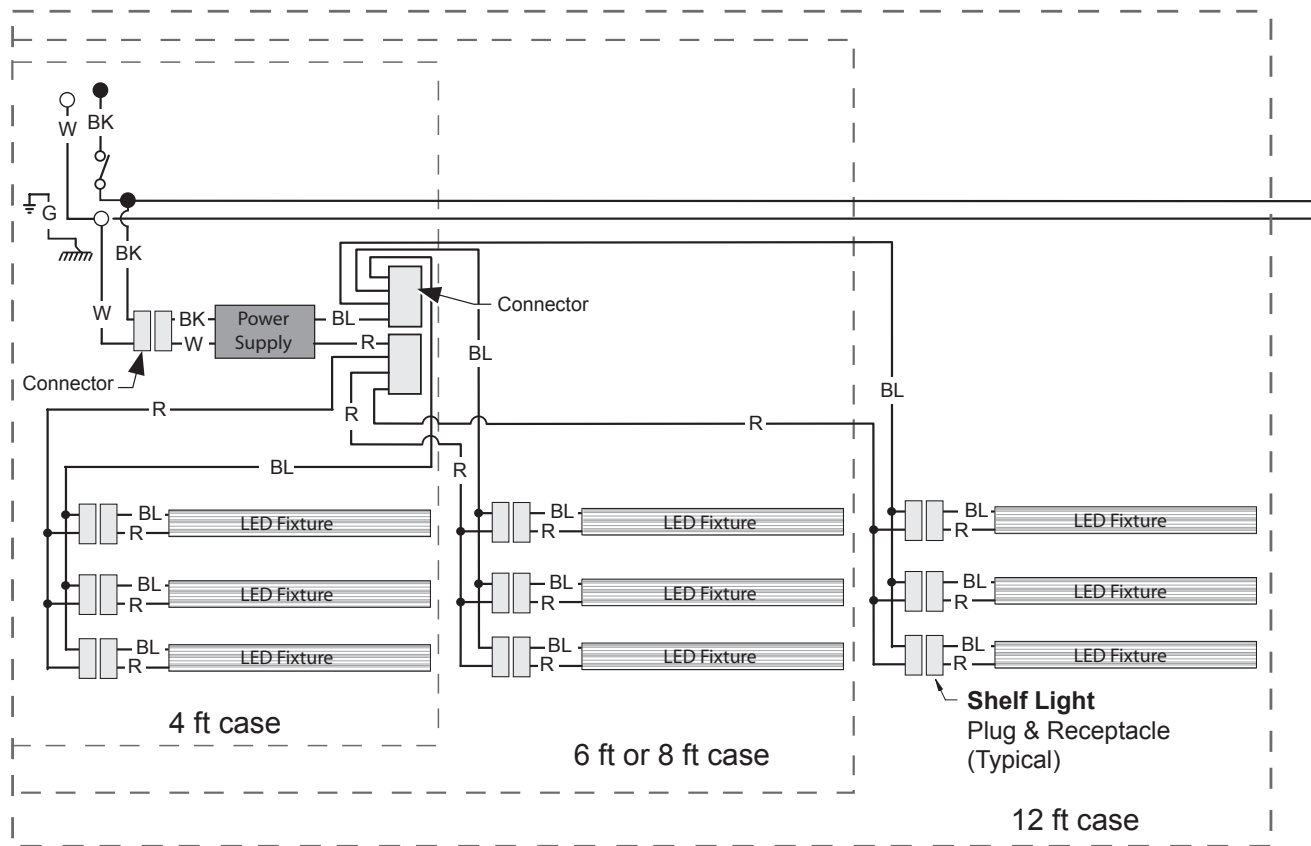 W
BK
G
BK
W
BK
Power
Supply
BL
W
R
Connector
Connector
BL
BL
R
R
R
R
BL
BL
R
LED Fixture
BL
R
LED Fixture
BL
R
LED Fixture
BL
R
LED Fixture
BL
R
LED Fixture
BL
R
LED Fixture
BL
R
LED Fixture
BL
R
LED Fixture
BL
R
LED Fixture
4 ft case
6 ft or 8 ft case
Shelf Light
Plug & Receptacle
(Typical)
12 ft case